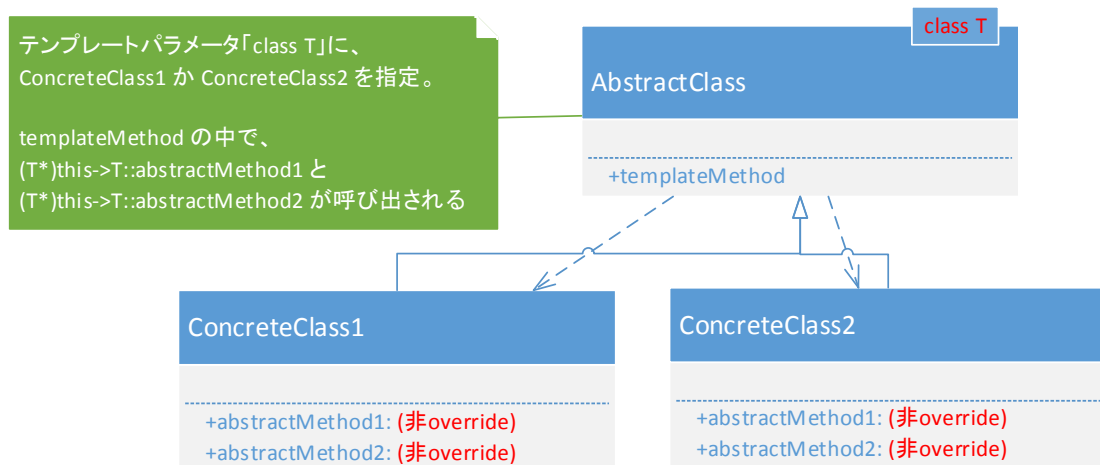 テンプレートパラメータ「class T」に、
ConcreteClass1 か ConcreteClass2 を指定。
templateMethod の中で、
(T*)this->T::abstractMethod1 と
(T*)this->T::abstractMethod2 が呼び出される
class T
AbstractClass
+templateMethod
ConcreteClass1
+abstractMethod1: (非override)
+abstractMethod2: (非override)
ConcreteClass2
+abstractMethod1: (非override)
+abstractMethod2: (非override)